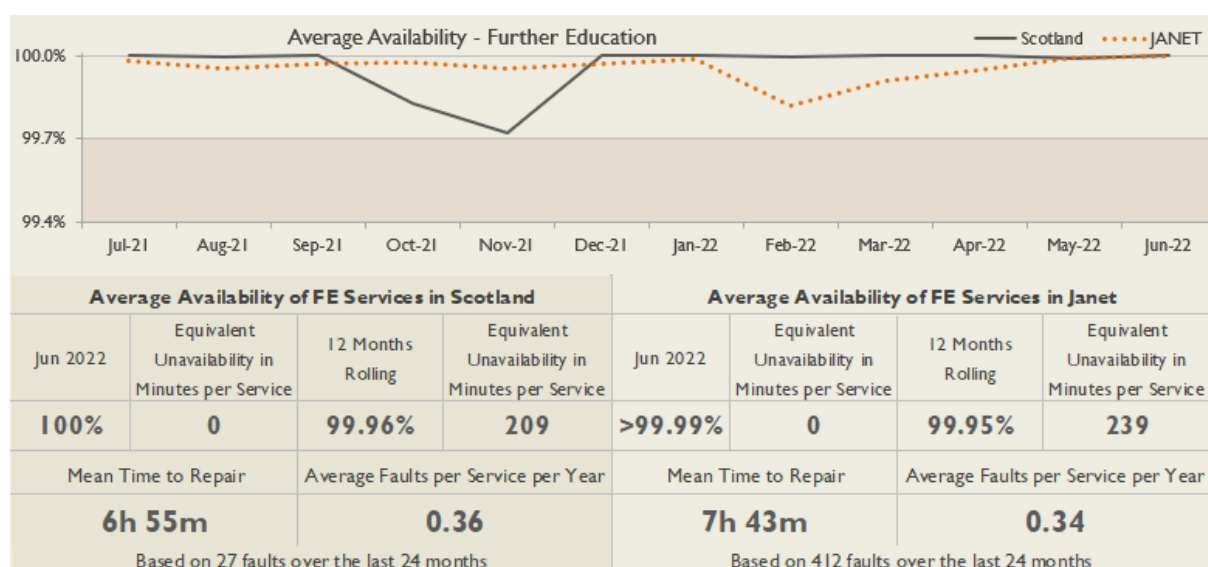 Average Availability - Further Education
Scotland JANET
100.0%
99.7%
99.4%
Jul-21 Aug-21 Sep-21 Oct-21 Nov-21 Dec-21 Jan-22 Feb-22 Mar-22 Apr-22 May-22 Jun-22
Average Availability of FE Services in Scotland
Jun 2022
Equivalent
Unavailability in
Minutes per Service
12 Months
Rolling
Equivalent
Unavailability in
Minutes per Service
100% 0 99.96% 209
Mean Time to Repair Average Faults per Service per Year
6h 55m 0.36
Based on 27 faults over the last 24 months
Average Availability of FE Services in Janet
Jun 2022
Equivalent
Unavailability in
Minutes per Service
12 Months
Rolling
Equivalent
Unavailability in
Minutes per Service
>99.99% 0 99.95% 239
Mean Time to Repair Average Faults per Service per Year
7h 43m 0.34
Based on 412 faults over the last 24 months